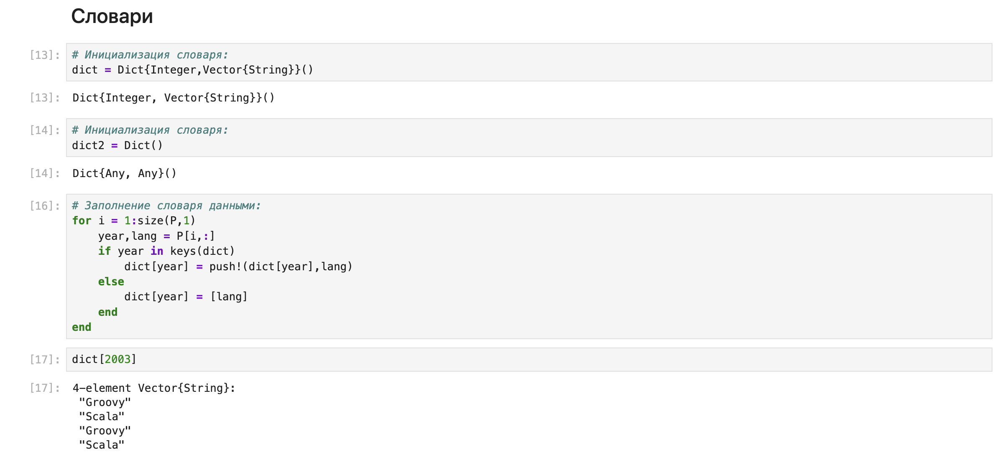 Словари
[13]: # Инициализация словаря:
dict = Dict{Integer,Vector{String}}()
[13]: Dict{Integer, Vector{String}}()
[14]: # Инициализация словаря:
dict2 = Dict()
[14]: Dict{Any, Any}()
[16]: # Заполнение словаря данными:
for i = 1:size(P,1)
    year,lang = P[i,:]
    if year in keys(dict)
        dict[year] = push!(dict[year],lang)
    else
        dict[year] = [lang]
    end
end
[17]: dict[2003]
[17]: 4-element Vector{String}:
 "Groovy"
 "Scala"
 "Groovy"
 "Scala"